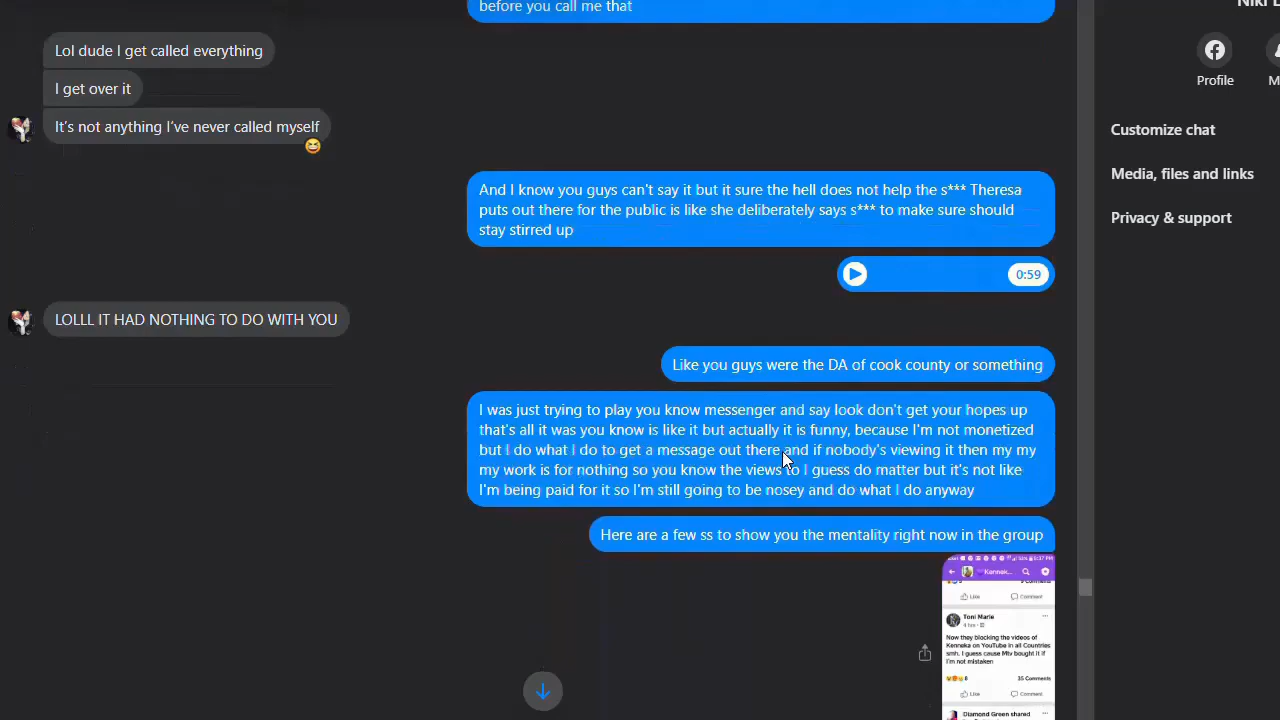 before you call me that
Niki
Lol dude I get called everything
I get over it
It's not anything I've never called myself
Profile
Customize chat
Media, files and links
Privacy & support
And I know you guys can't say it but it sure the hell does not help the s*** Theresa
puts out there for the public is like she deliberately says s*** to make sure should
stay stirred up
0:59
LOLLL IT HAD NOTHING TO DO WITH YOU
Like you guys were the DA of cook county or something
I was just trying to play you know messenger and say look don't get your hopes up
that's all it was you know is like it but actually it is funny, because I'm not monetized
but I do what I do to get a message out there and if nobody's viewing it then my my
my work is for nothing so you know the views to I guess do matter but it's not like
I'm being paid for it so I'm still going to be nosey and do what I do anyway
Here are a few ss to show you the mentality right now in the group
Kennek...
Like
Comment
Toni Marie
Now they blocking the videos of
Kenneka on YouTube in all Countries
smh. I guess cause Mtv bought it if
I'm not mistaken
8
35 Comments
Like
Comment
Diamond Green shared